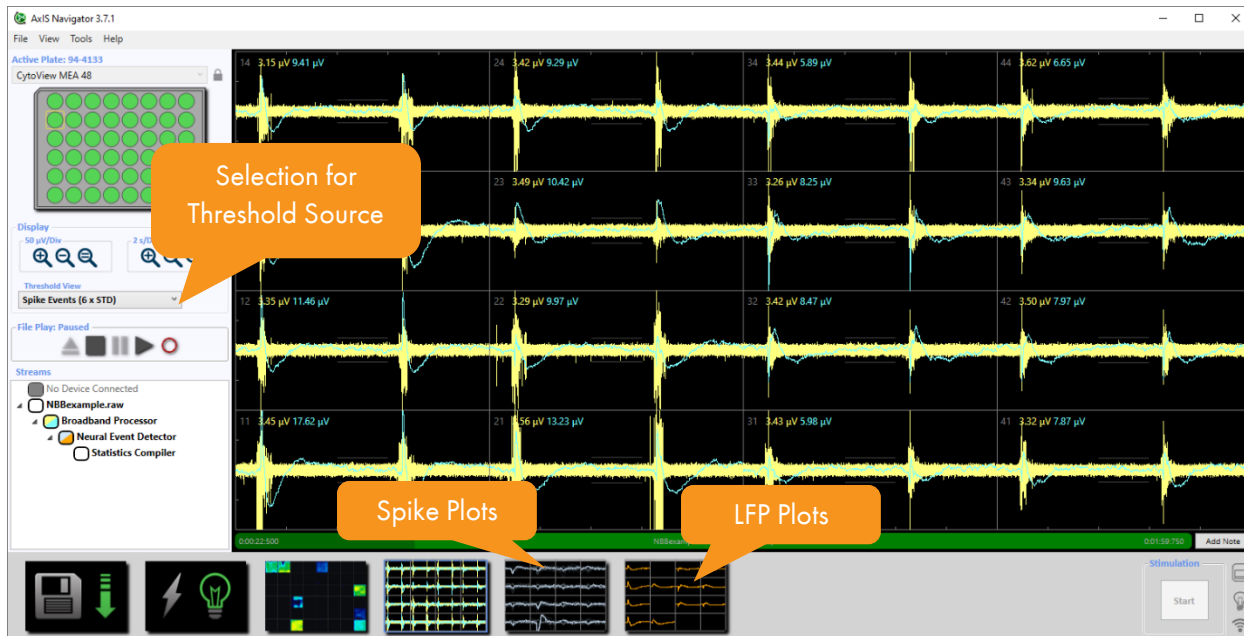 AxIS Navigator 3.7.1
File View Tools Help
Active Plate: 94-4133
CytoView MEA 48
Selection for
Threshold Source
Display
50 µV/Div
Threshold View
Spike Events (6 x STD)
File Play: Paused
Streams
No Device Connected
NBBexample.raw
Broadband Processor
Neural Event Detector
Statistics Compiler
14 3.15 µV 9.41 µV
24 3.42 µV 9.29 µV
34 3.44 µV 5.89 µV
44 3.62 µV 6.65 µV
23 3.49 µV 10.42 µV
33 3.26 µV 8.25 µV
43 3.34 µV 9.63 µV
12 3.35 µV 11.46 µV
22 3.29 µV 9.97 µV
32 3.42 µV 8.47 µV
42 3.50 µV 7.97 µV
11 3.45 µV 17.62 µV
21 3.56 µV 13.23 µV
31 3.43 µV 5.98 µV
41 3.32 µV 7.87 µV
Spike Plots
LFP Plots
0:00:22:500
0:01:59:750
Add Note
Stimulation
Start